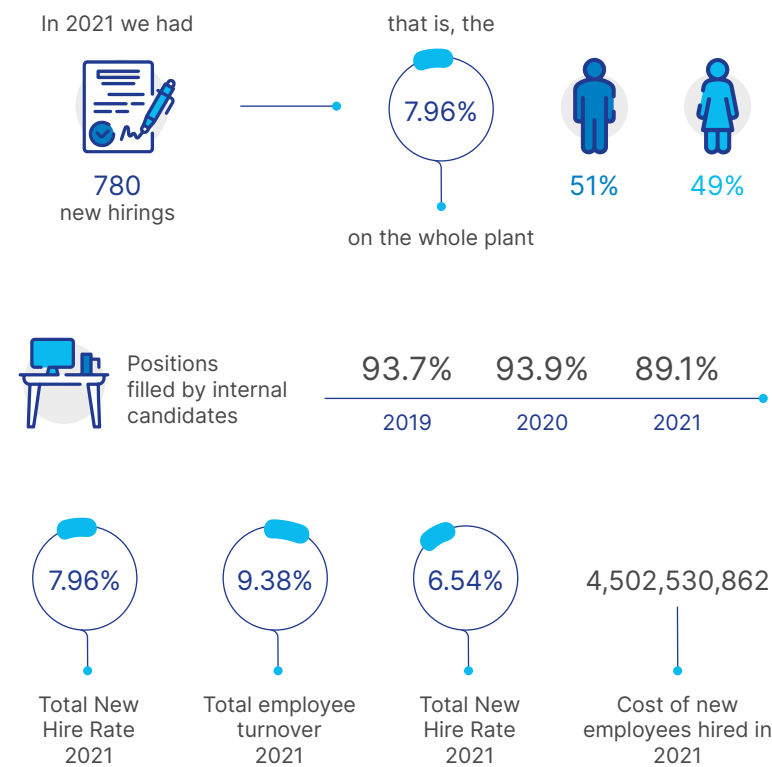 In 2021 we had
that is, the
7.96%
780
new hirings
51%
49%
on the whole plant
Positions
filled by internal
candidates
93.7%
93.9%
89.1%
2019
2020
2021
7.96%
9.38%
6.54%
4,502,530,862
Total New
Hire Rate
2021
Total employee
turnover
2021
Total New
Hire Rate
2021
Cost of new
employees hired in
2021